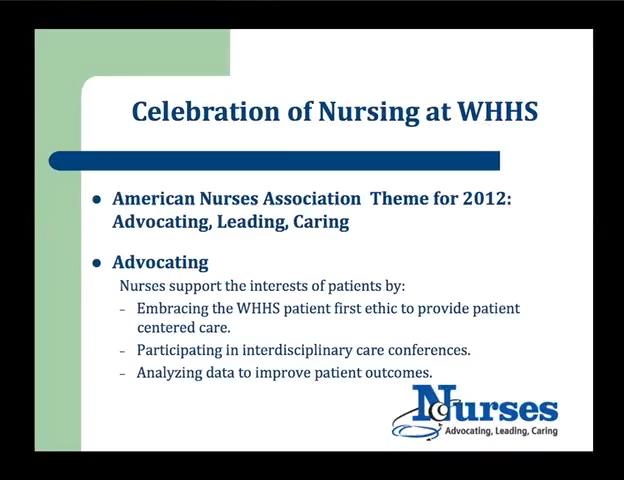 Celebration of Nursing at WHHS
● American Nurses Association Theme for 2012:
Advocating, Leading, Caring
● Advocating
Nurses support the interests of patients by:
– Embracing the WHHS patient first ethic to provide patient
centered care.
– Participating in interdisciplinary care conferences.
– Analyzing data to improve patient outcomes.
Nurses
Advocating, Leading, Caring